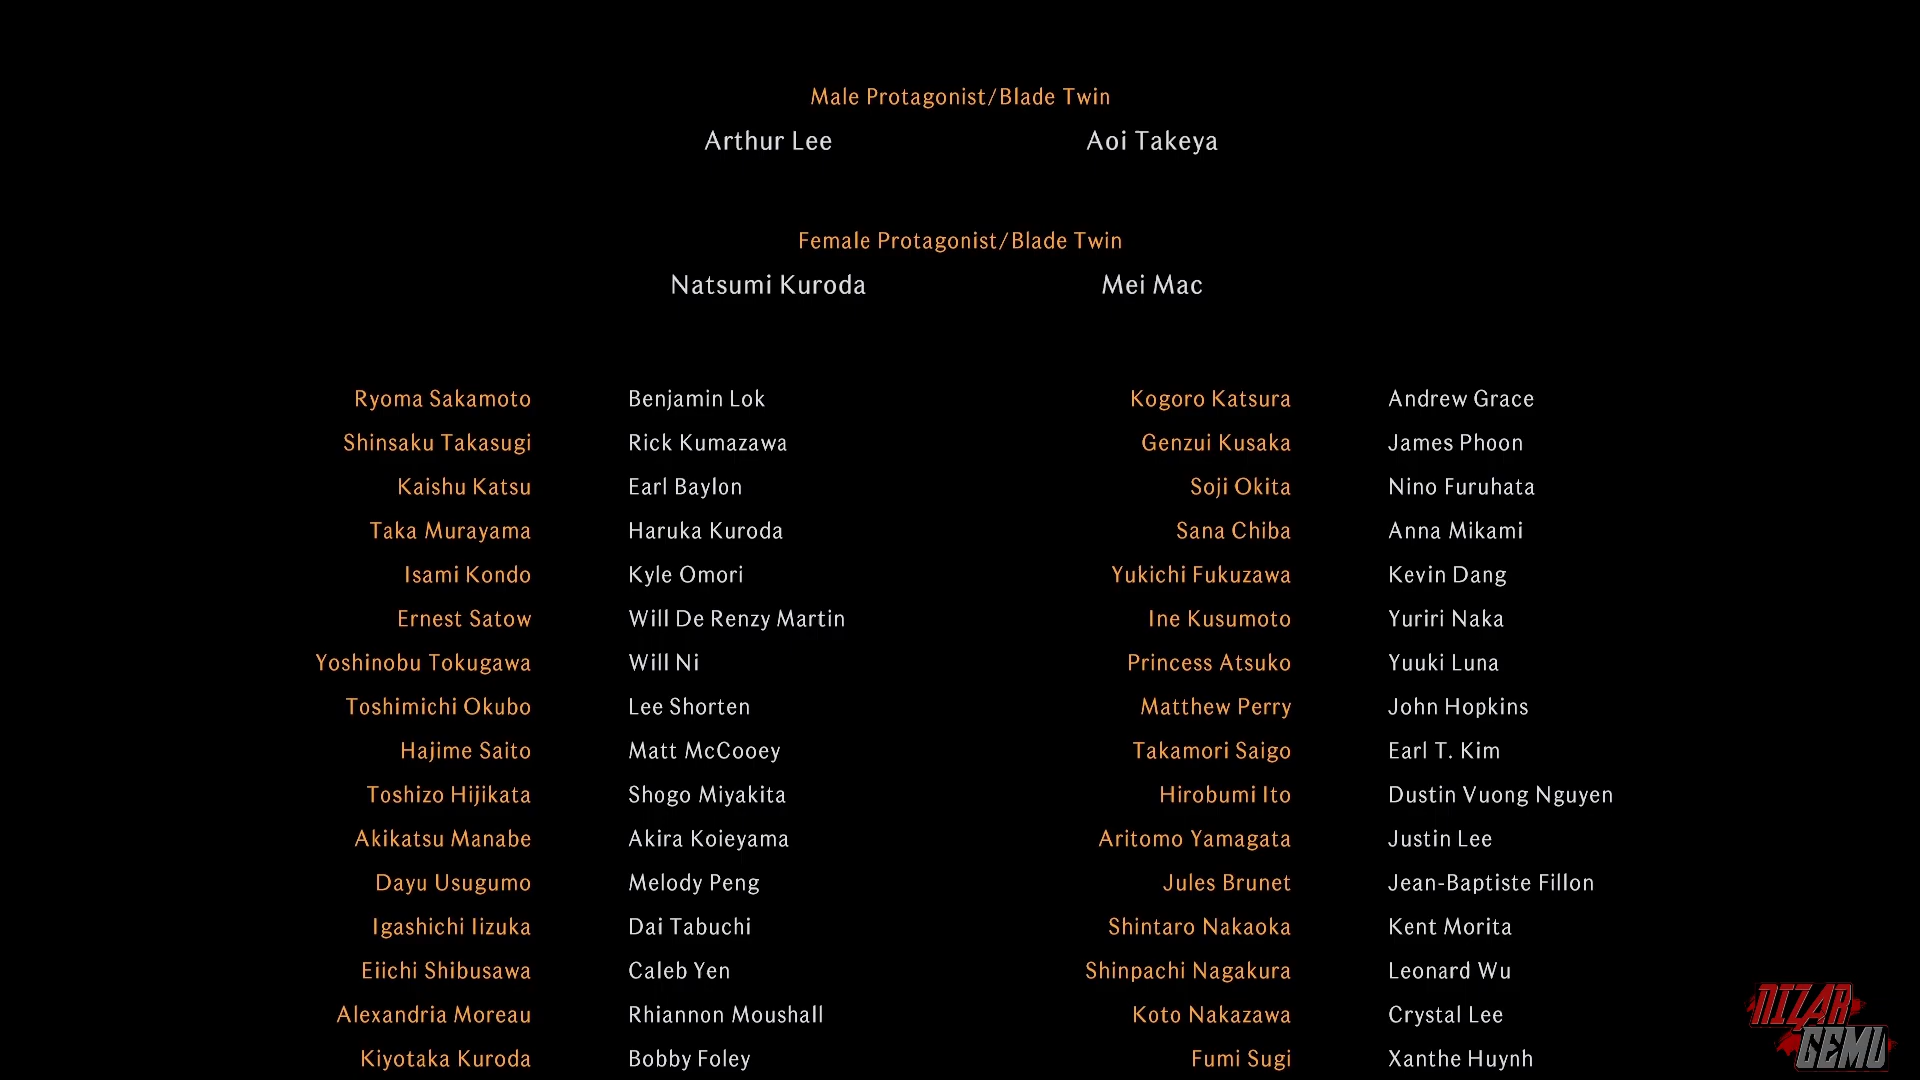 Male Protagonist/Blade Twin
Arthur Lee Aoi Takeya
Female Protagonist/Blade Twin
Natsumi Kuroda Mei Mac
Ryoma Sakamoto Benjamin Lok Kogoro Katsura Andrew Grace
Shinsaku Takasugi Rick Kumazawa Genzui Kusaka James Phoon
Kaishu Katsu Earl Baylon Soji Okita Nino Furuhata
Taka Murayama Haruka Kuroda Sana Chiba Anna Mikami
Isami Kondo Kyle Omori Yukichi Fukuzawa Kevin Dang
Ernest Satow Will De Renzy Martin Ine Kusumoto Yuriri Naka
Yoshinobu Tokugawa Will Ni Princess Atsuko Yuuki Luna
Toshimichi Okubo Lee Shorten Matthew Perry John Hopkins
Hajime Saito Matt McCooey Takamori Saigo Earl T. Kim
Toshizo Hijikata Shogo Miyakita Hirobumi Ito Dustin Vuong Nguyen
Akikatsu Manabe Akira Koieyama Aritomo Yamagata Justin Lee
Dayu Usugumo Melody Peng Jules Brunet Jean-Baptiste Fillon
Igashichi Iizuka Dai Tabuchi Shintaro Nakaoka Kent Morita
Eiichi Shibusawa Caleb Yen Shinpachi Nagakura Leonard Wu
Alexandria Moreau Rhiannon Moushall Koto Nakazawa Crystal Lee
Kiyotaka Kuroda Bobby Foley Fumi Sugi Xanthe Huynh
NIZAR
GEMU